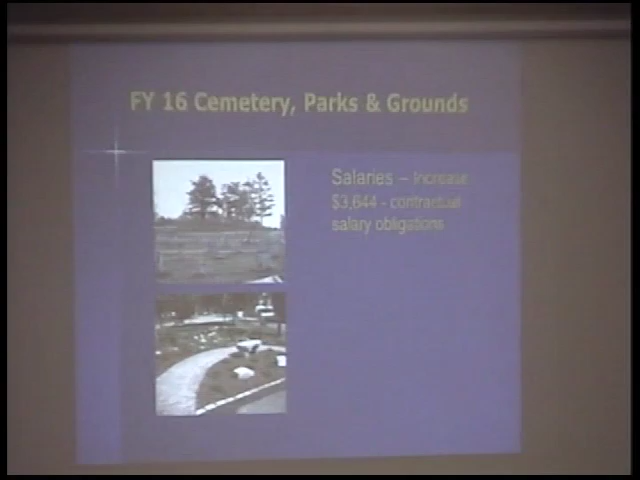 FY 16 Cemetery, Parks & Grounds
Salaries – Increase
$3,644 - contractual
salary obligations